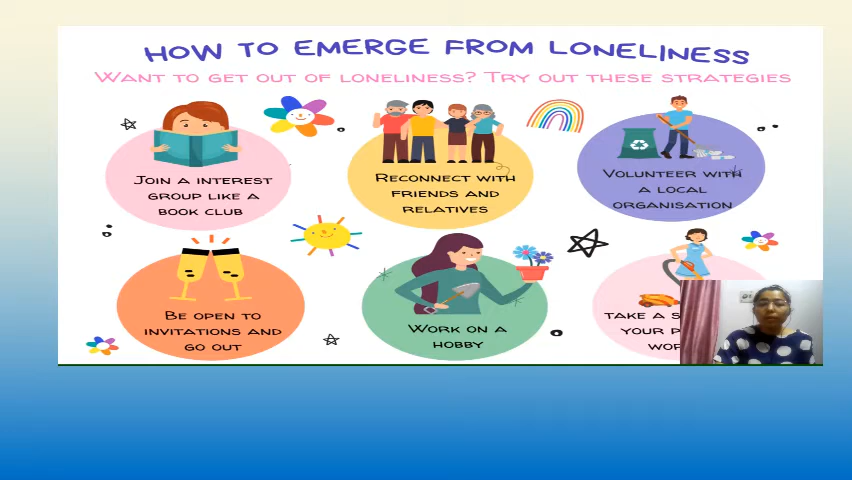 HOW TO EMERGE FROM LONELINESS
WANT TO GET OUT OF LONELINESS? TRY OUT THESE STRATEGIES
JOIN A INTEREST
GROUP LIKE A
BOOK CLUB
RECONNECT WITH
FRIENDS AND
RELATIVES
VOLUNTEER WITH
A LOCAL
ORGANISATION
BE OPEN TO
INVITATIONS AND
GO OUT
WORK ON A
HOBBY
TAKE A
YOUR